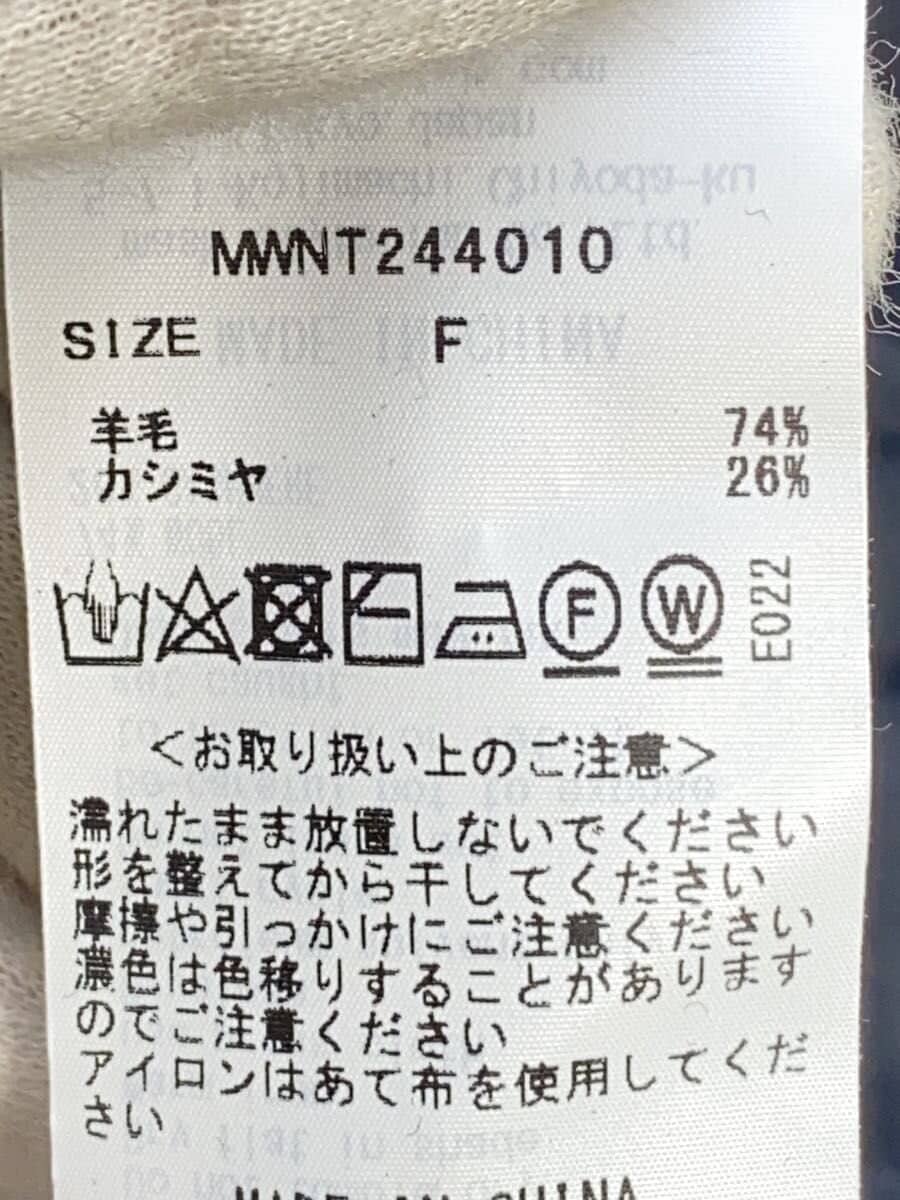 MWNT244010
SIZE F
羊毛 74%
カシミヤ 26%
F W E022
<お取り扱い上のご注意>
濡れたまま放置しないでください
形を整えてから干してください
摩擦や引っかけにご注意ください
濃色は色移りすることがあります
のでご注意ください
アイロンはあて布を使用してくだ
さい
MADE IN CHINA